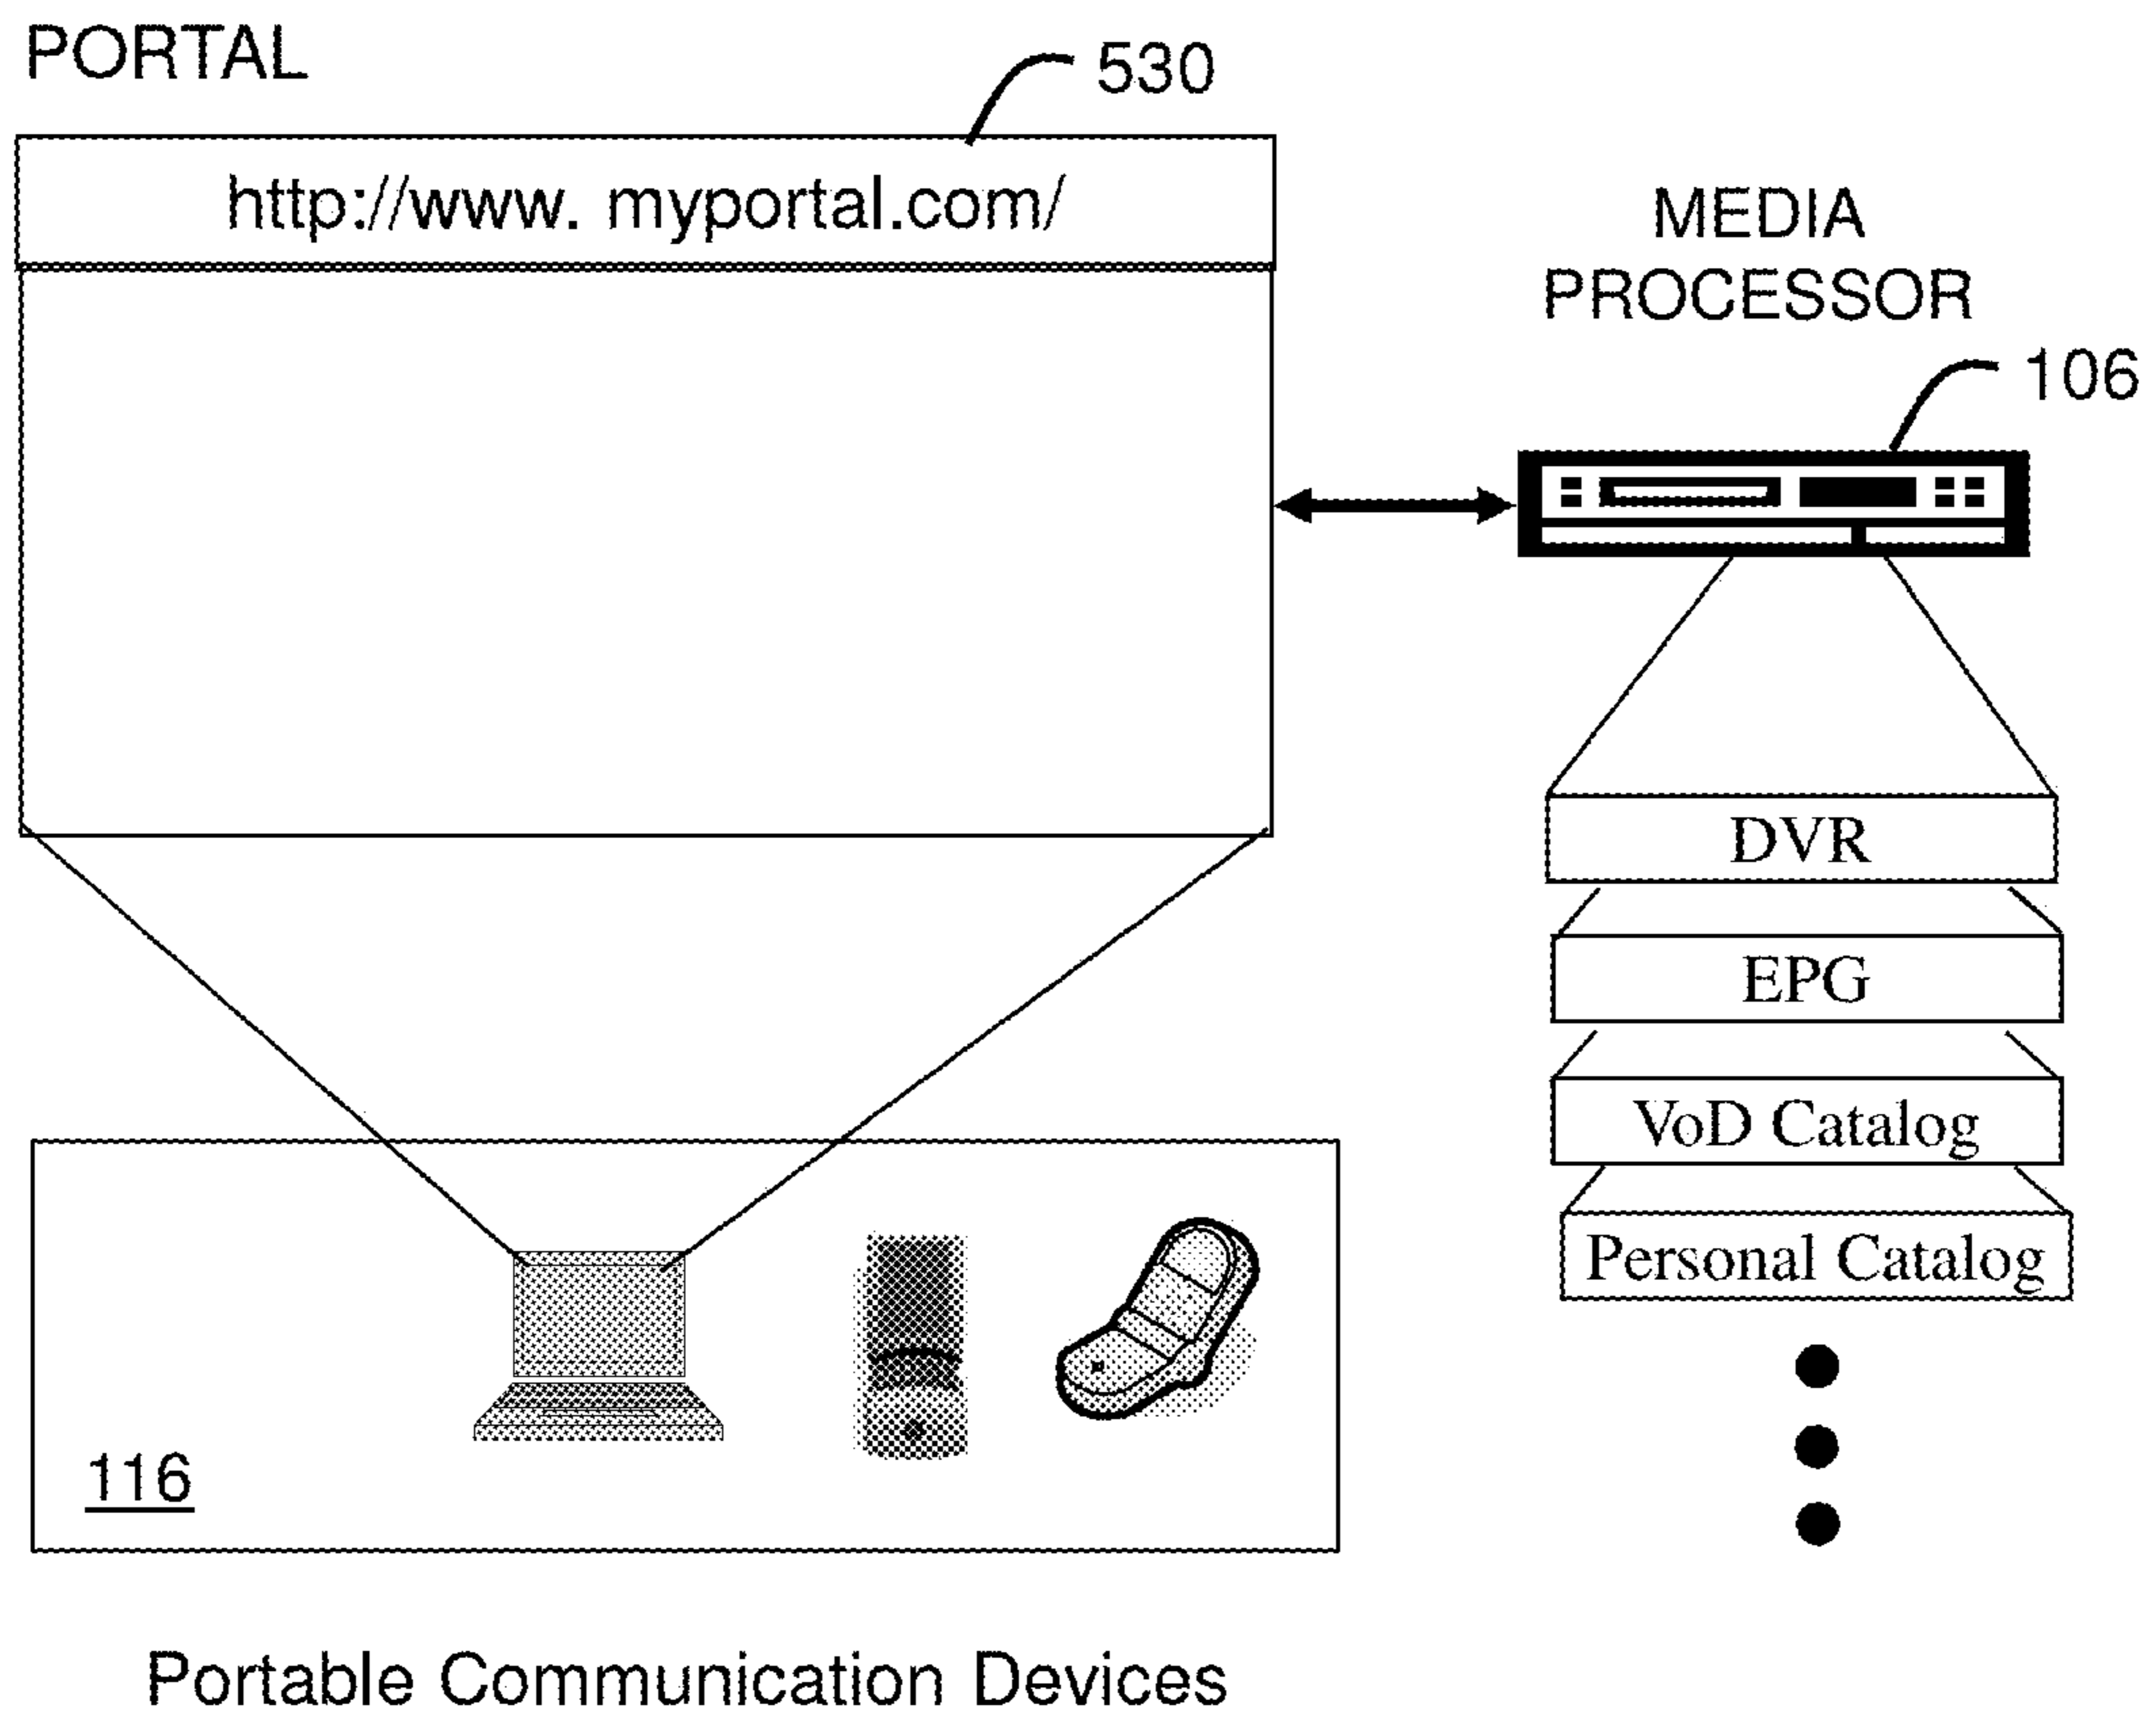 PORTAL
530
http://www. myportal.com/
MEDIA
PROCESSOR
106
DVR
EPG
VoD Catalog
Personal Catalog
116
Portable Communication Devices